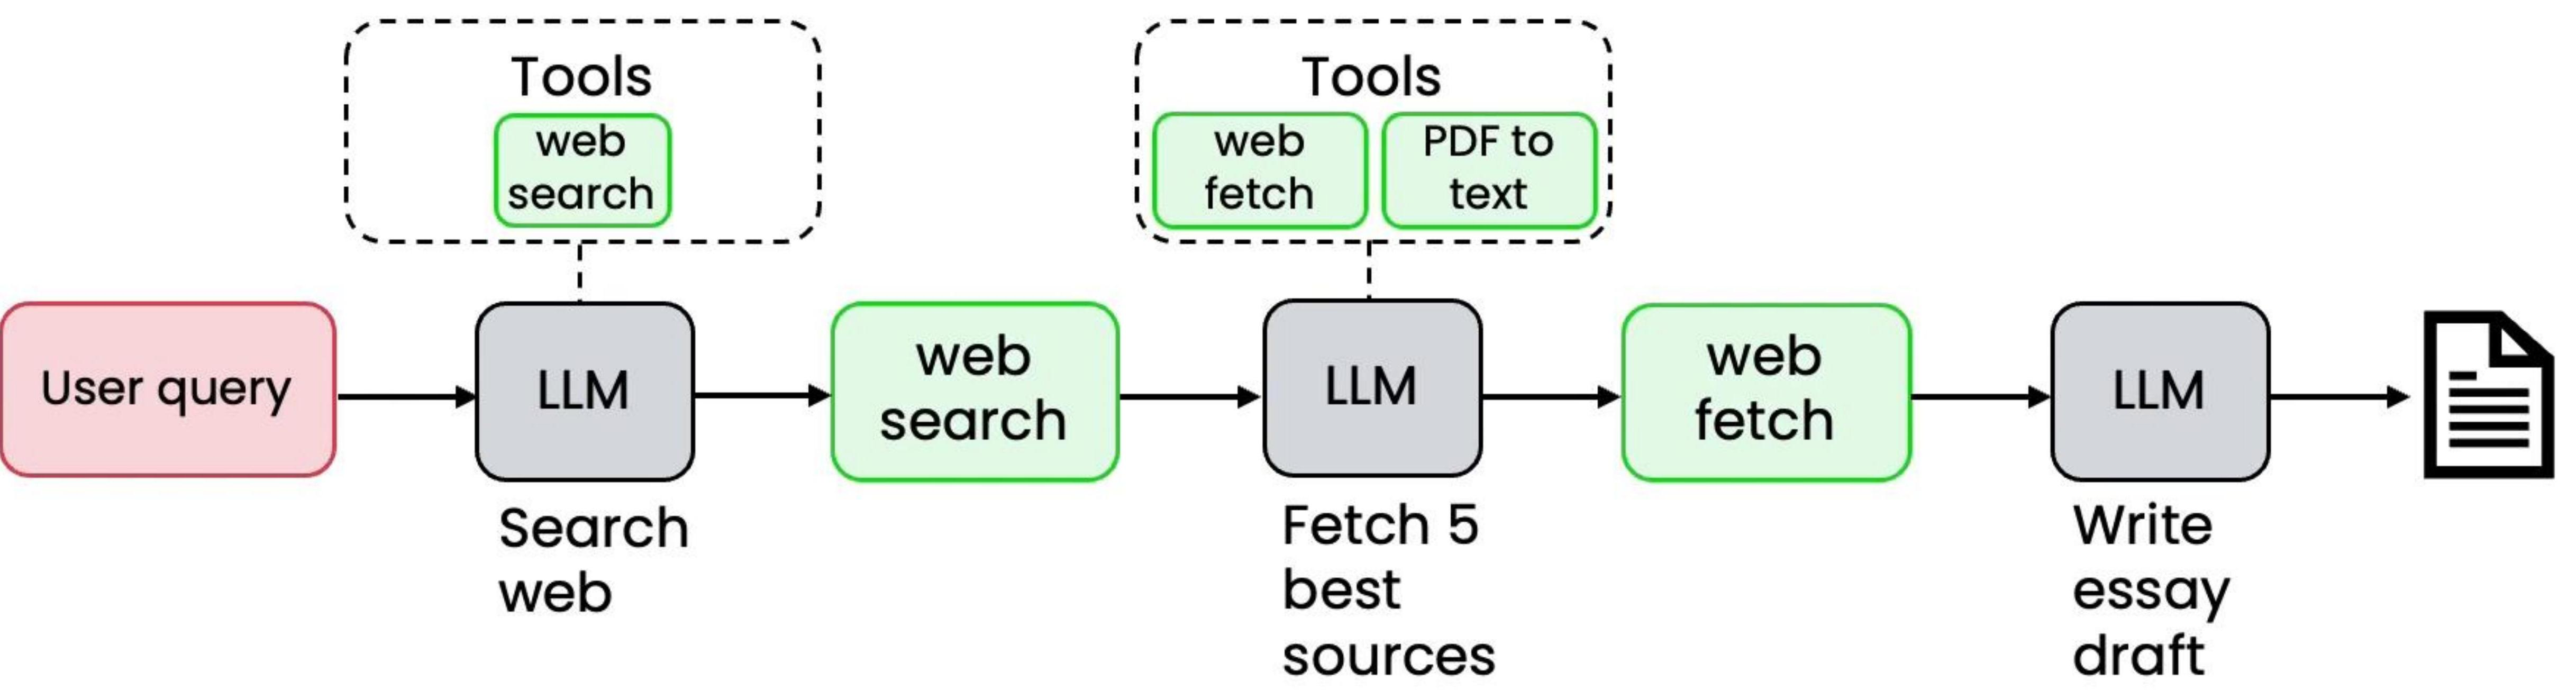 Tools
web
search
Tools
web
fetch
PDF to
text
User query
LLM
web
search
LLM
web
fetch
LLM
Search
web
Fetch 5
best
sources
Write
essay
draft